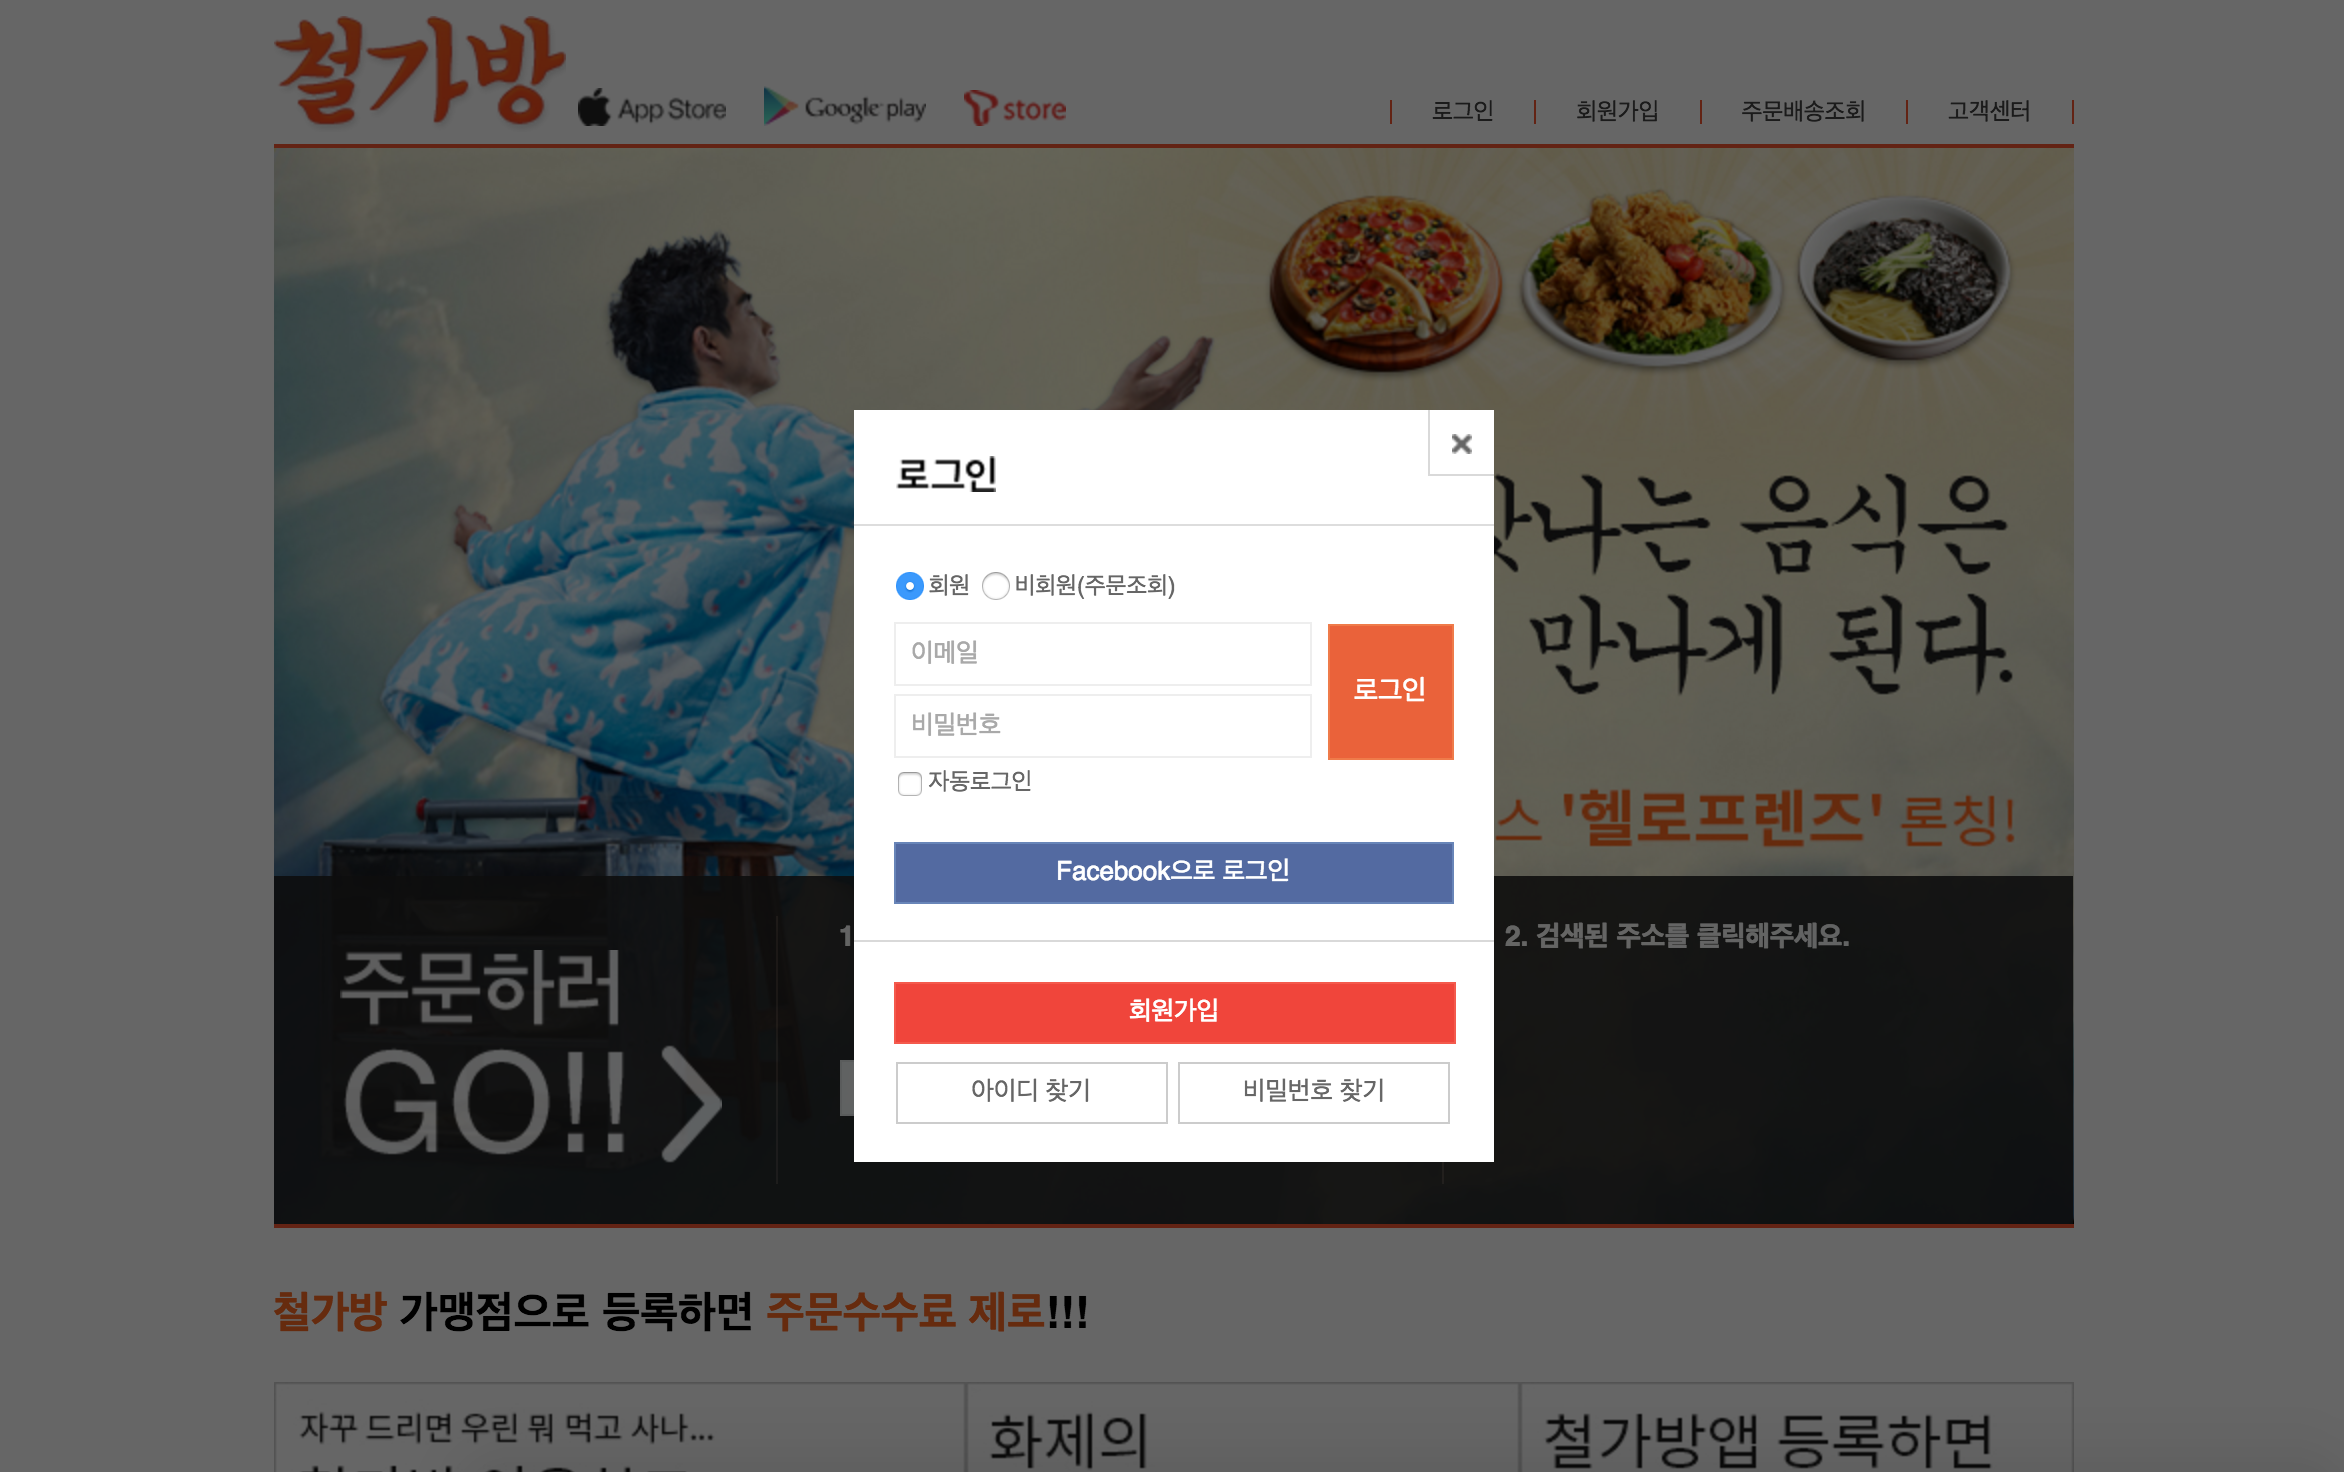 철가방
App Store
Google play
T store
로그인
회원가입
주문배송조회
고객센터
나는 음식은
만나게 된다.
스 '헬로프렌즈' 론칭!
로그인
회원 비회원(주문조회)
이메일
비밀번호
로그인
자동로그인
Facebook으로 로그인
회원가입
아이디 찾기
비밀번호 찾기
주문하러
GO!!
1
2. 검색된 주소를 클릭해주세요.
철가방 가맹점으로 등록하면 주문수수료 제로!!!
자꾸 드리면 우린 뭐 먹고 사나...
화제의
철가방앱 등록하면